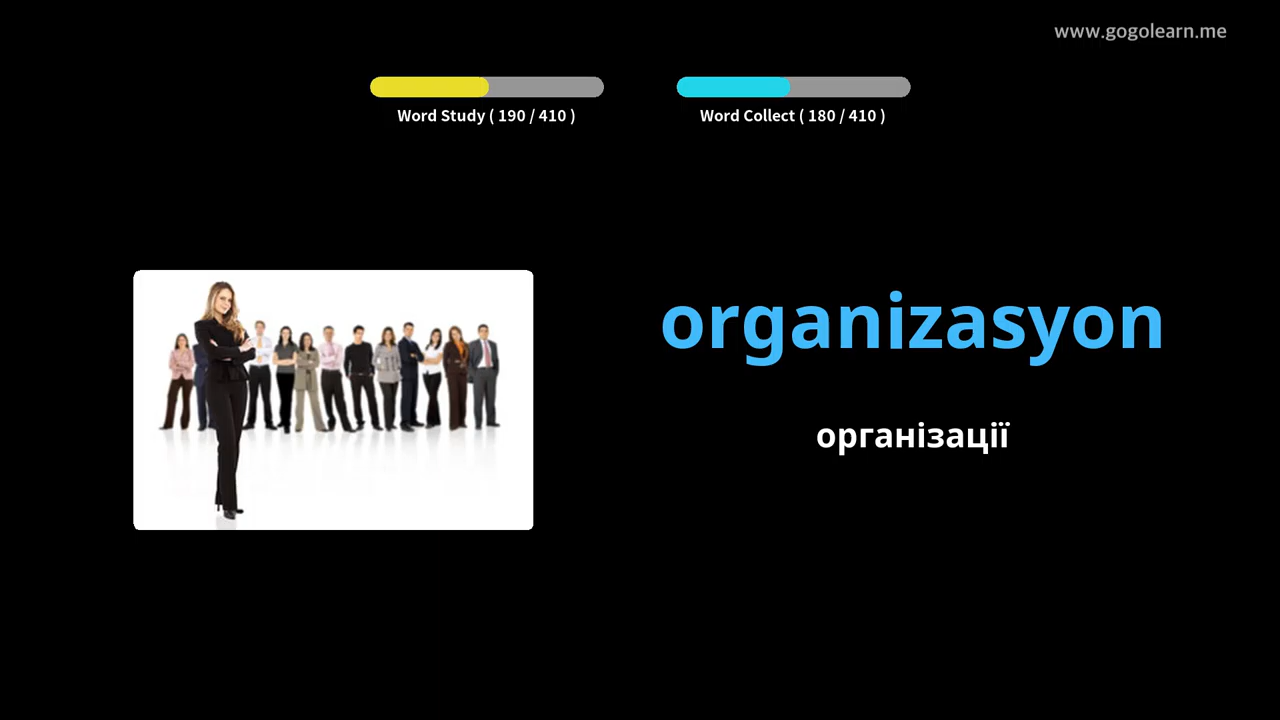 www.gogolearn.me
Word Study ( 190 / 410 )
Word Collect ( 180 / 410 )
organizasyon
організації